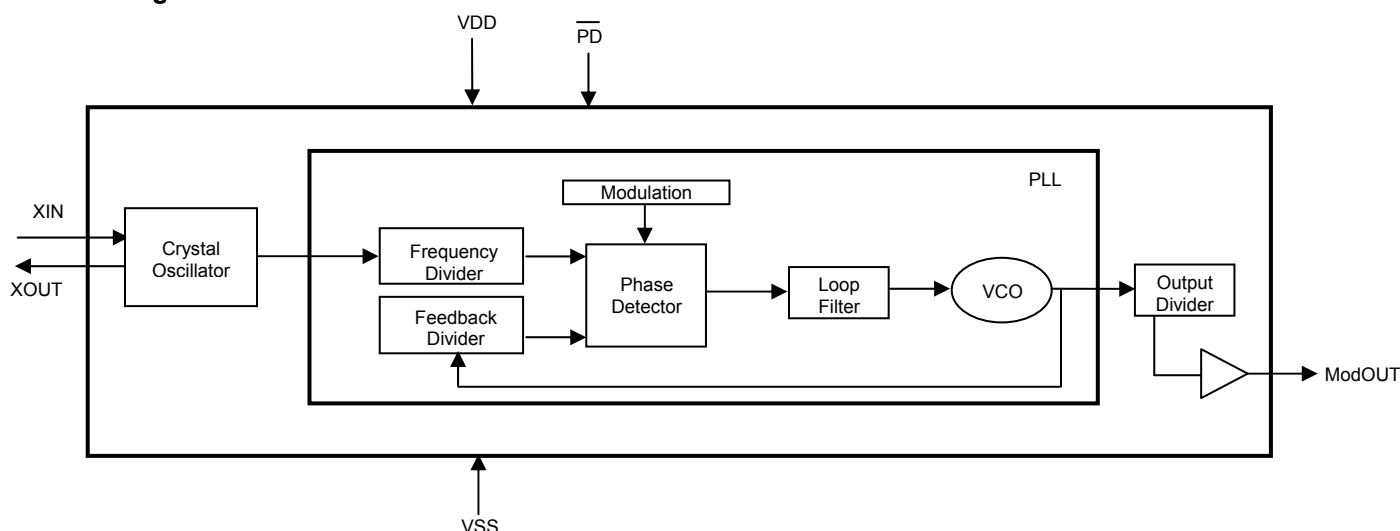 VDD
PD
PLL
Modulation
XIN
XOUT
Crystal
Oscillator
Frequency
Divider
Feedback
Divider
Phase
Detector
Loop
Filter
VCO
Output
Divider
ModOUT
VSS